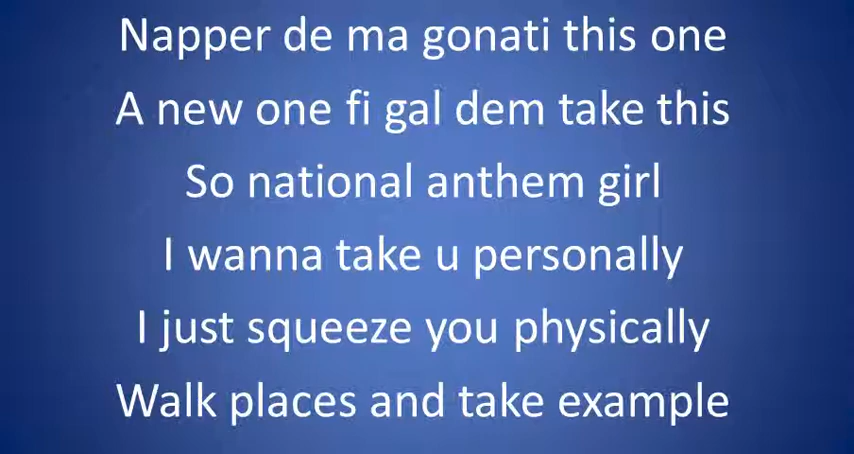 Napper de ma gonati this one
A new one fi gal dem take this
So national anthem girl
I wanna take u personally
I just squeeze you physically
Walk places and take example